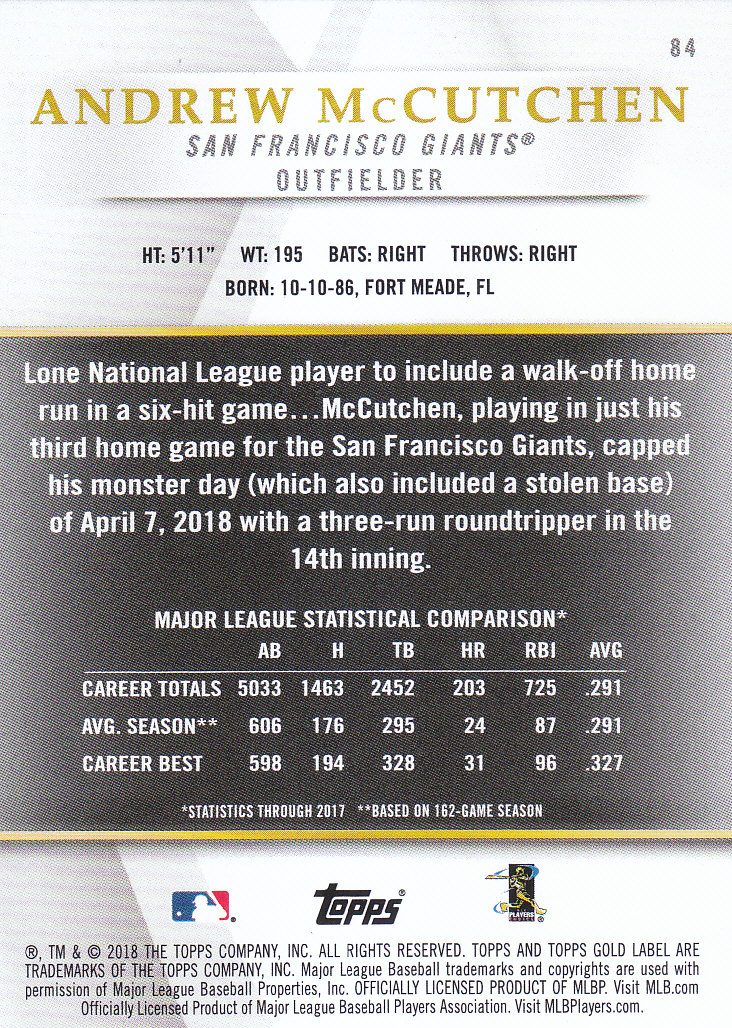 84
ANDREW McCUTCHEN
SAN FRANCISCO GIANTS®
OUTFIELDER
HT: 5'11" WT: 195 BATS: RIGHT THROWS: RIGHT
BORN: 10-10-86, FORT MEADE, FL
Lone National League player to include a walk-off home
run in a six-hit game...McCutchen, playing in just his
third home game for the San Francisco Giants, capped
his monster day (which also included a stolen base)
of April 7, 2018 with a three-run roundtripper in the
14th inning.
MAJOR LEAGUE STATISTICAL COMPARISON*
AB H TB HR RBI AVG
CAREER TOTALS 5033 1463 2452 203 725 .291
AVG. SEASON** 606 176 295 24 87 .291
CAREER BEST 598 194 328 31 96 .327
*STATISTICS THROUGH 2017 **BASED ON 162-GAME SEASON
topps®
PLAYERS
®, TM & © 2018 THE TOPPS COMPANY, INC. ALL RIGHTS RESERVED. TOPPS AND TOPPS GOLD LABEL ARE
TRADEMARKS OF THE TOPPS COMPANY, INC. Major League Baseball trademarks and copyrights are used with
permission of Major League Baseball Properties, Inc. OFFICIALLY LICENSED PRODUCT OF MLBP. Visit MLB.com
Officially Licensed Product of Major League Baseball Players Association. Visit MLBPlayers.com.